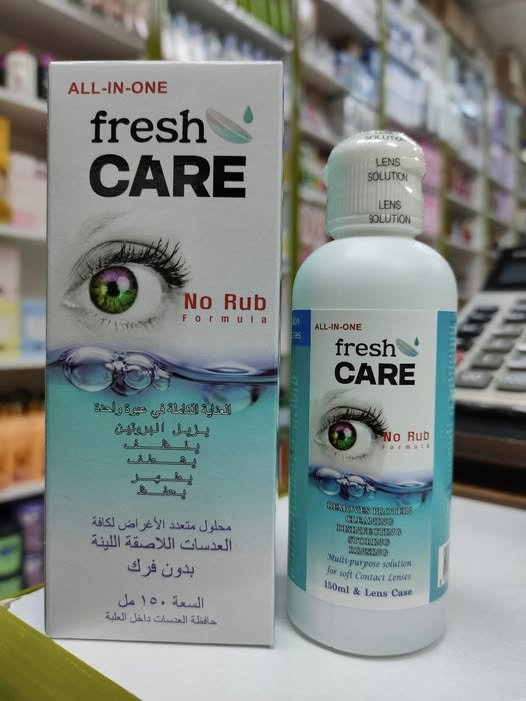 ALL-IN-ONE
fresh
CARE
No Rub
Formula
العناية الكاملة في عبوة واحدة
يزيل البروتين
ينظف
يشطف
يطهر
يحفظ
محلول متعدد الأغراض لكافة
العدسات اللاصقة اللينة
بدون فرك
السعة ١٥٠ مل
حافظة العدسات داخل العلبة
LENS
SOLUTION
LENS
SOLUTION
ALL-IN-ONE
fresh
CARE
No Rub
Formula
REMOVES PROTEIN
CLEANING
DISINFECTING
STORING
RINSING
Multi-purpose solution
for soft Contact Lenses
150ml & Lens Case